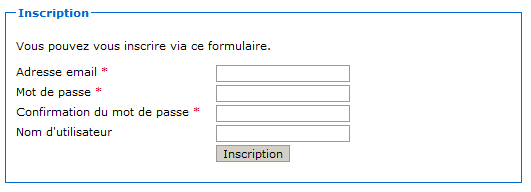 Inscription
Vous pouvez vous inscrire via ce formulaire.
Adresse email *
Mot de passe *
Confirmation du mot de passe *
Nom d'utilisateur
Inscription